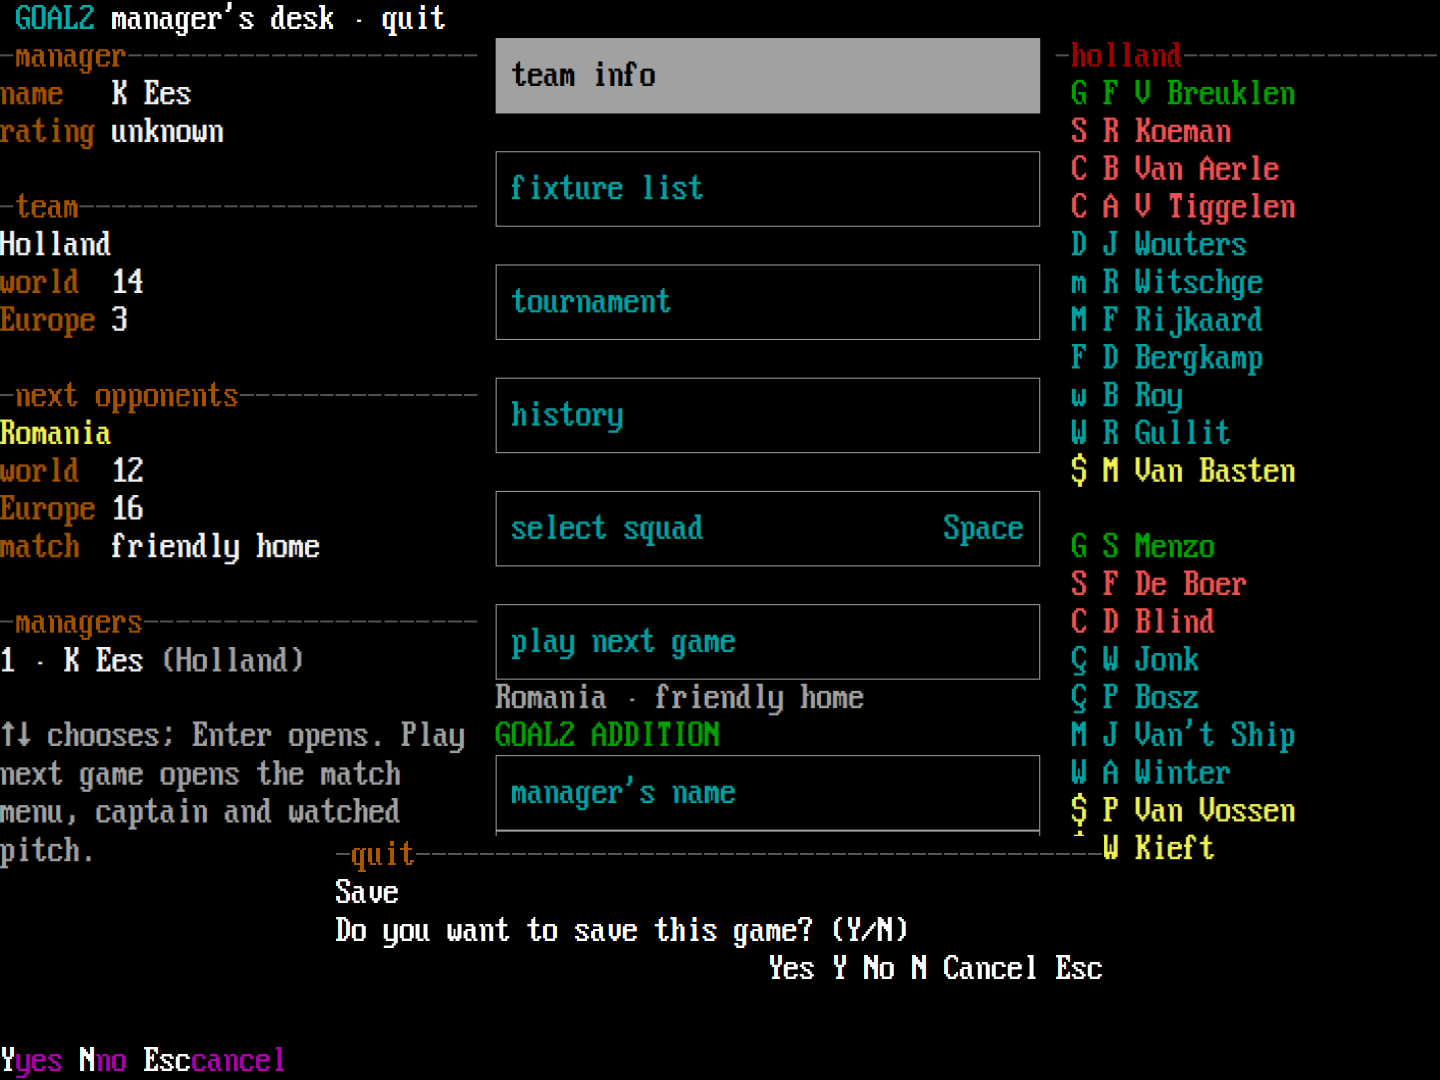 GOAL2 manager's desk · quit
manager
name K Ees
rating unknown
team
Holland
world 14
Europe 3
next opponents
Romania
world 12
Europe 16
match friendly home
managers
1 · K Ees (Holland)
↑↓ chooses; Enter opens. Play
next game opens the match
menu, captain and watched
pitch.
team info
fixture list
tournament
history
select squad Space
play next game
Romania · friendly home
GOAL2 ADDITION
manager's name
holland
G F V Breuklen
S R Koeman
C B Van Aerle
C A V Tiggelen
D J Wouters
m R Witschge
M F Rijkaard
F D Bergkamp
w B Roy
W R Gullit
$ M Van Basten
G S Menzo
S F De Boer
C D Blind
Ç W Jonk
Ç P Bosz
M J Van't Ship
W A Winter
$ P Van Vossen
W Kieft
quit
Save
Do you want to save this game? (Y/N)
Yes Y No N Cancel Esc
Yyes Nno Esccancel